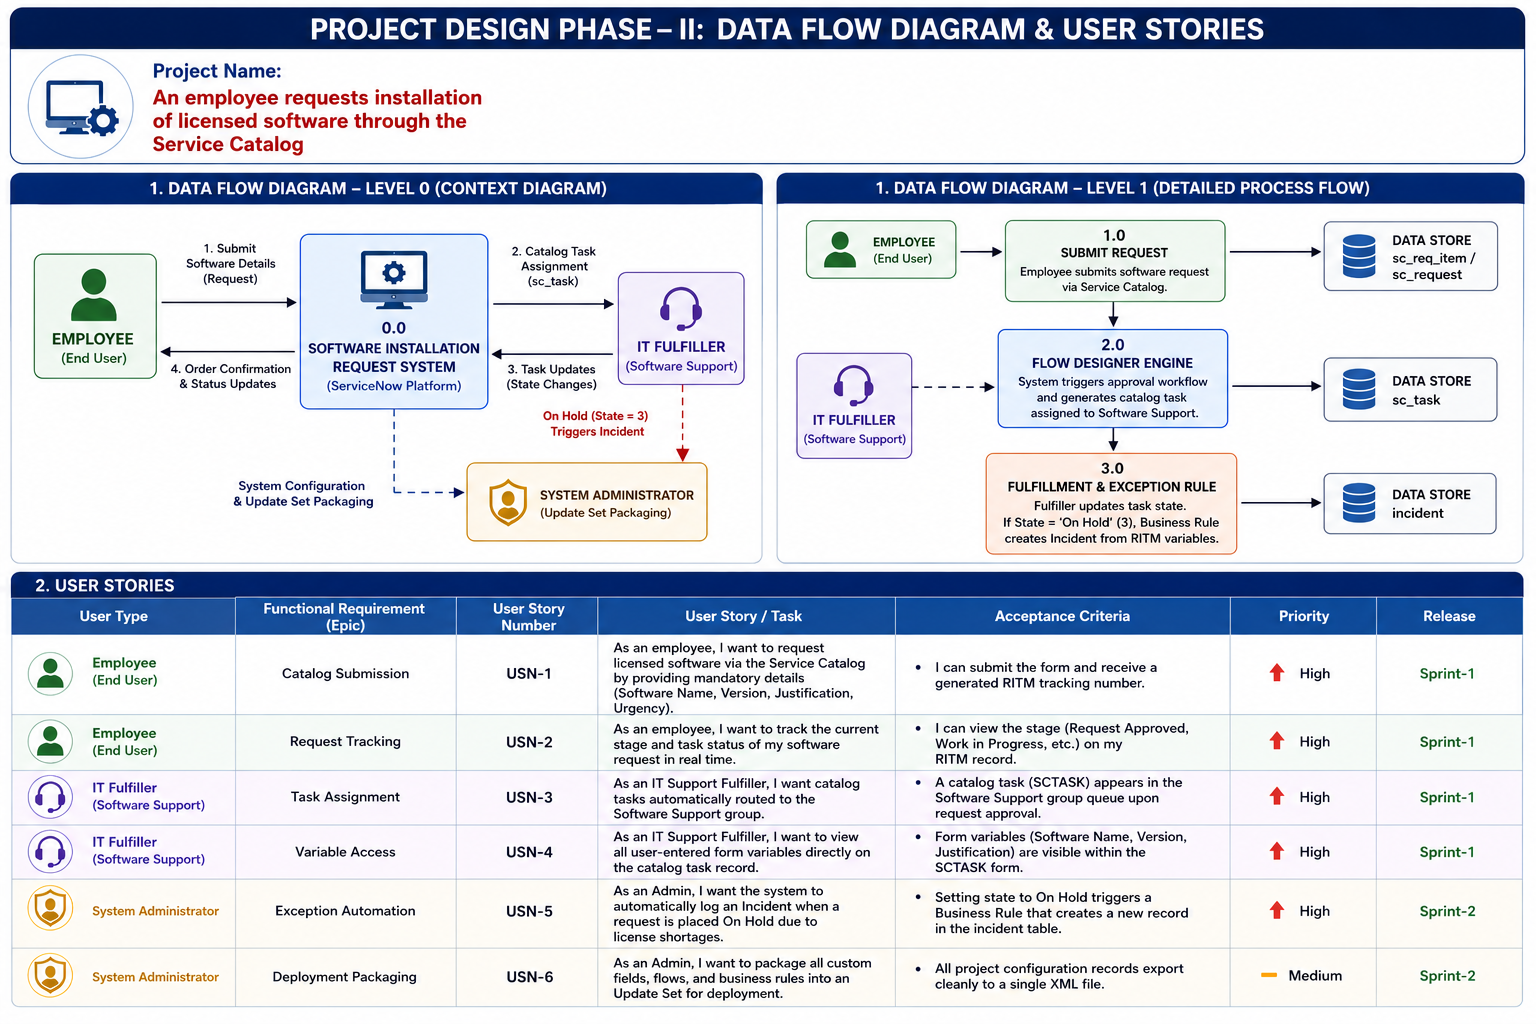 PROJECT DESIGN PHASE – II: DATA FLOW DIAGRAM & USER STORIES
Project Name:
An employee requests installation
of licensed software through the
Service Catalog
1. DATA FLOW DIAGRAM – LEVEL 0 (CONTEXT DIAGRAM)
EMPLOYEE
(End User)
1. Submit
Software Details
(Request)
4. Order Confirmation
& Status Updates
0.0
SOFTWARE INSTALLATION
REQUEST SYSTEM
(ServiceNow Platform)
2. Catalog Task
Assignment
(sc_task)
3. Task Updates
(State Changes)
IT FULFILLER
(Software Support)
On Hold (State = 3)
Triggers Incident
System Configuration
& Update Set Packaging
SYSTEM ADMINISTRATOR
(Update Set Packaging)
1. DATA FLOW DIAGRAM – LEVEL 1 (DETAILED PROCESS FLOW)
EMPLOYEE
(End User)
1.0
SUBMIT REQUEST
Employee submits software request
via Service Catalog.
DATA STORE
sc_req_item /
sc_request
IT FULFILLER
(Software Support)
2.0
FLOW DESIGNER ENGINE
System triggers approval workflow
and generates catalog task
assigned to Software Support.
DATA STORE
sc_task
3.0
FULFILLMENT & EXCEPTION RULE
Fulfiller updates task state.
If State = 'On Hold' (3), Business Rule
creates Incident from RITM variables.
DATA STORE
incident
2. USER STORIES
User Type
Functional Requirement
(Epic)
User Story
Number
User Story / Task
Acceptance Criteria
Priority
Release
Employee
(End User)
Catalog Submission
USN-1
As an employee, I want to request
licensed software via the Service Catalog
by providing mandatory details
(Software Name, Version, Justification,
Urgency).
• I can submit the form and receive a
generated RITM tracking number.
High
Sprint-1
Employee
(End User)
Request Tracking
USN-2
As an employee, I want to track the current
stage and task status of my software
request in real time.
• I can view the stage (Request Approved,
Work in Progress, etc.) on my
RITM record.
High
Sprint-1
IT Fulfiller
(Software Support)
Task Assignment
USN-3
As an IT Support Fulfiller, I want catalog
tasks automatically routed to the
Software Support group.
• A catalog task (SCTASK) appears in the
Software Support group queue upon
request approval.
High
Sprint-1
IT Fulfiller
(Software Support)
Variable Access
USN-4
As an IT Support Fulfiller, I want to view
all user-entered form variables directly on
the catalog task record.
• Form variables (Software Name, Version,
Justification) are visible within the
SCTASK form.
High
Sprint-1
System Administrator
Exception Automation
USN-5
As an Admin, I want the system to
automatically log an Incident when a
request is placed On Hold due to
license shortages.
• Setting state to On Hold triggers a
Business Rule that creates a new record
in the incident table.
High
Sprint-2
System Administrator
Deployment Packaging
USN-6
As an Admin, I want to package all custom
fields, flows, and business rules into an
Update Set for deployment.
• All project configuration records export
cleanly to a single XML file.
Medium
Sprint-2